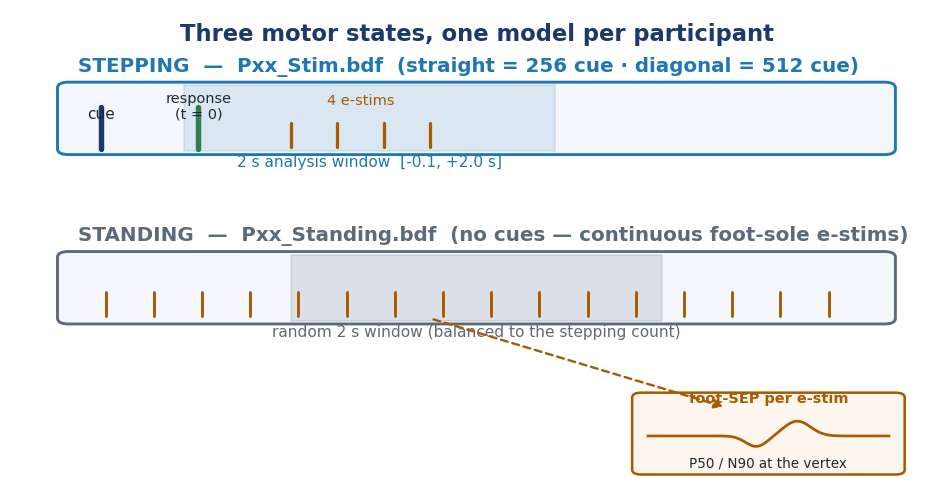 Three motor states, one model per participant
STEPPING — Pxx_Stim.bdf (straight = 256 cue · diagonal = 512 cue)
cue
response
(t = 0)
4 e-stims
2 s analysis window [-0.1, +2.0 s]
STANDING — Pxx_Standing.bdf (no cues — continuous foot-sole e-stims)
random 2 s window (balanced to the stepping count)
foot-SEP per e-stim
P50 / N90 at the vertex